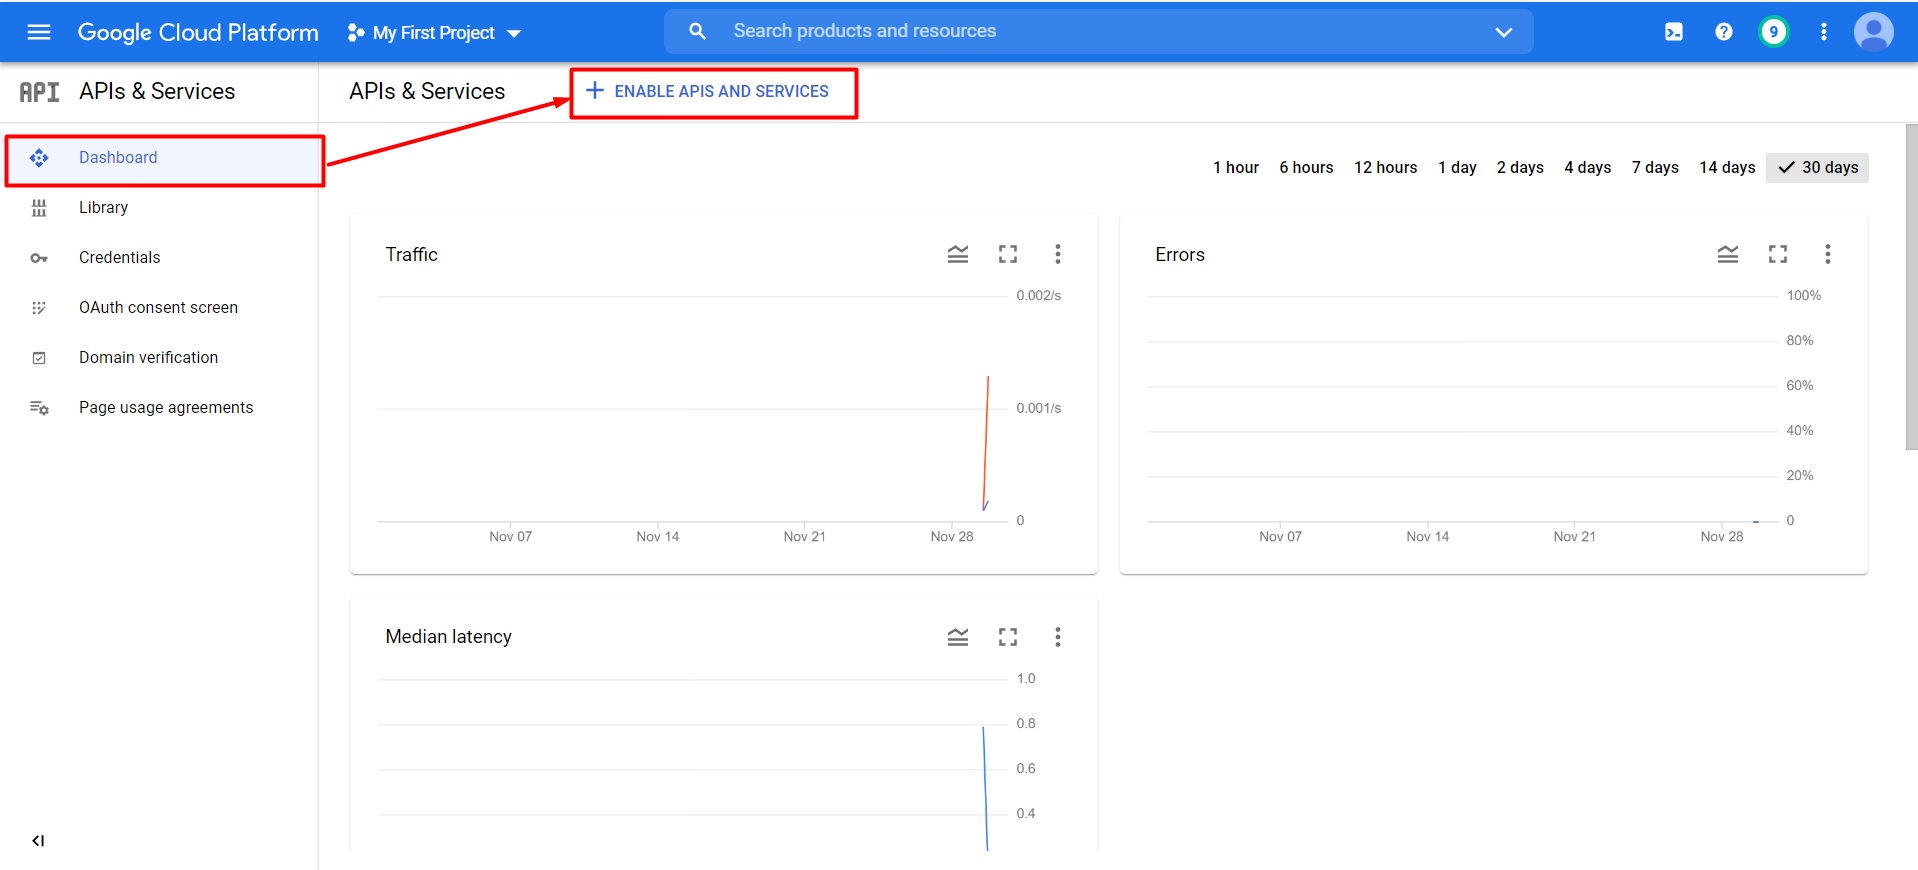 Google Cloud Platform
My First Project
Search products and resources
9
API
APIs & Services
APIs & Services
ENABLE APIS AND SERVICES
Dashboard
Library
Credentials
OAuth consent screen
Domain verification
Page usage agreements
1 hour 6 hours 12 hours 1 day 2 days 4 days 7 days 14 days 30 days
Traffic
0.002/s
0.001/s
0
Nov 07 Nov 14 Nov 21 Nov 28
Errors
100%
80%
60%
40%
20%
0
Nov 07 Nov 14 Nov 21 Nov 28
Median latency
1.0
0.8
0.6
0.4